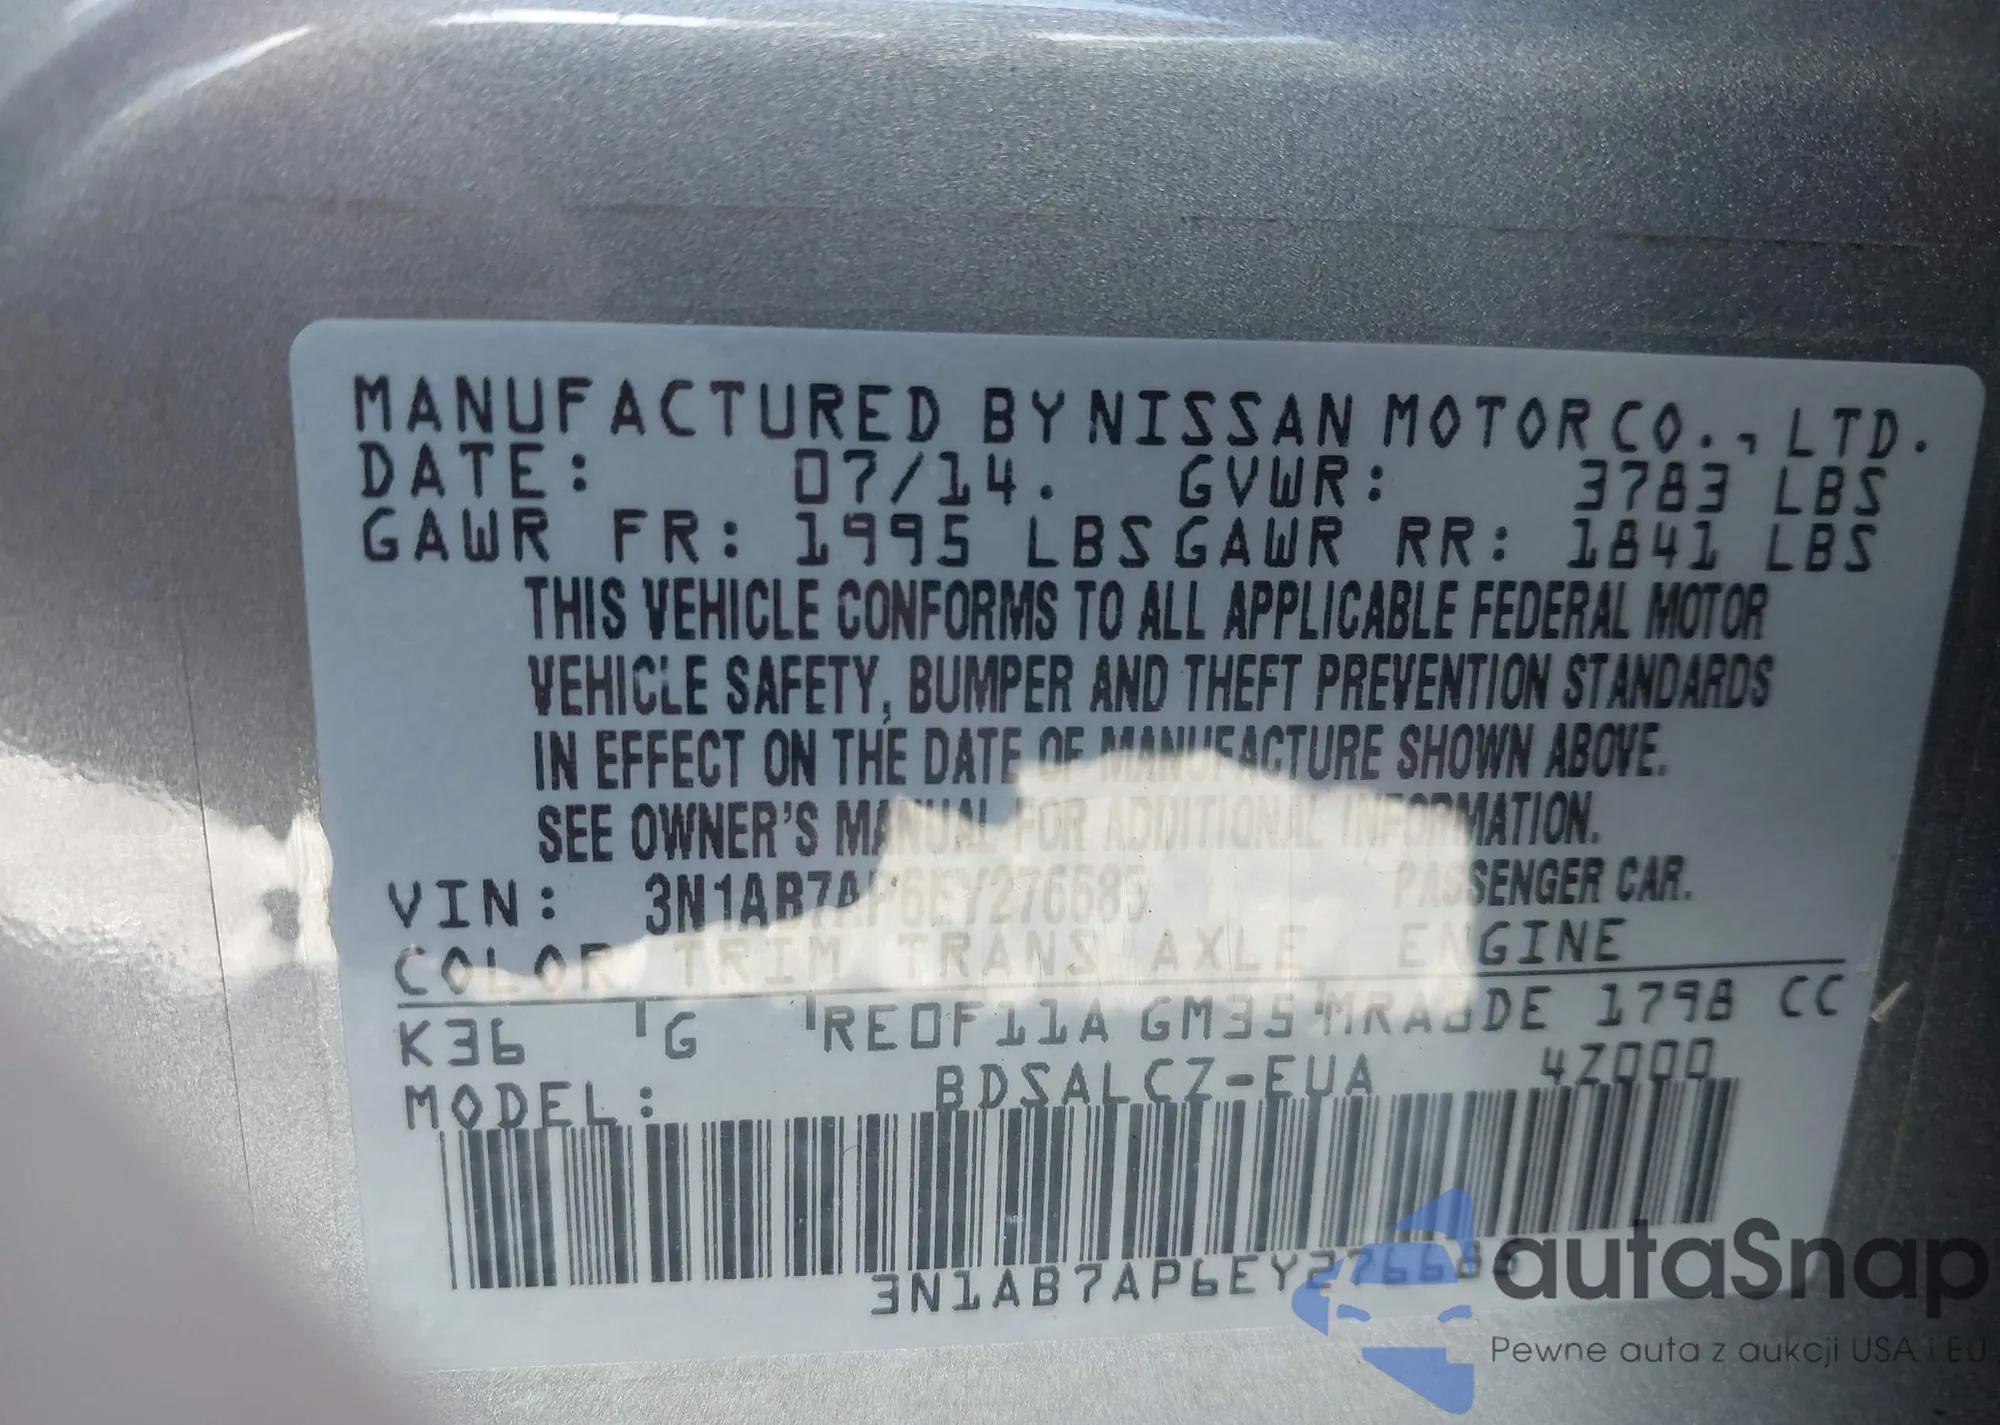 MANUFACTURED BY NISSAN MOTOR CO., LTD.
DATE: 07/14. GVWR: 3783 LBS
GAWR FR: 1995 LBS GAWR RR: 1841 LBS
THIS VEHICLE CONFORMS TO ALL APPLICABLE FEDERAL MOTOR
VEHICLE SAFETY, BUMPER AND THEFT PREVENTION STANDARDS
IN EFFECT ON THE DATE OF MANUFACTURE SHOWN ABOVE.
SEE OWNER'S MANUAL FOR ADDITIONAL INFORMATION.
VIN: 3N1AB7AP6EY276685 PASSENGER CAR.
COLOR TRIM TRANS AXLE ENGINE
K36 G RE0F11A GM35 MRA8DE 1798 CC
MODEL: BDSALCZ-EUA 4Z000
3N1AB7AP6EY276685
autaSnap
Pewne auta z aukcji USA i EU